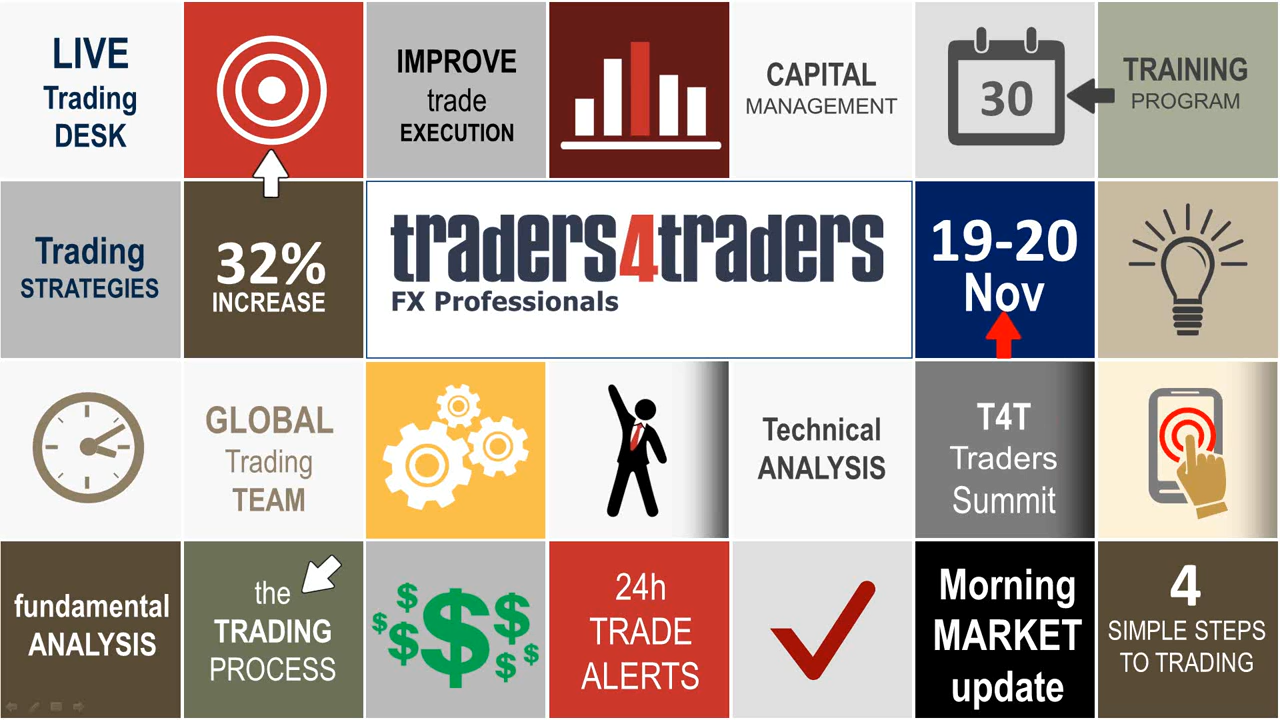 LIVE
Trading
DESK
IMPROVE
trade
EXECUTION
CAPITAL
MANAGEMENT
30
TRAINING
PROGRAM
Trading
STRATEGIES
32%
INCREASE
traders4traders
FX Professionals
19-20
Nov
GLOBAL
Trading
TEAM
Technical
ANALYSIS
T4T
Traders
Summit
fundamental
ANALYSIS
the
TRADING
PROCESS
$ $ $ $ $ $ $
24h
TRADE
ALERTS
Morning
MARKET
update
4
SIMPLE STEPS
TO TRADING